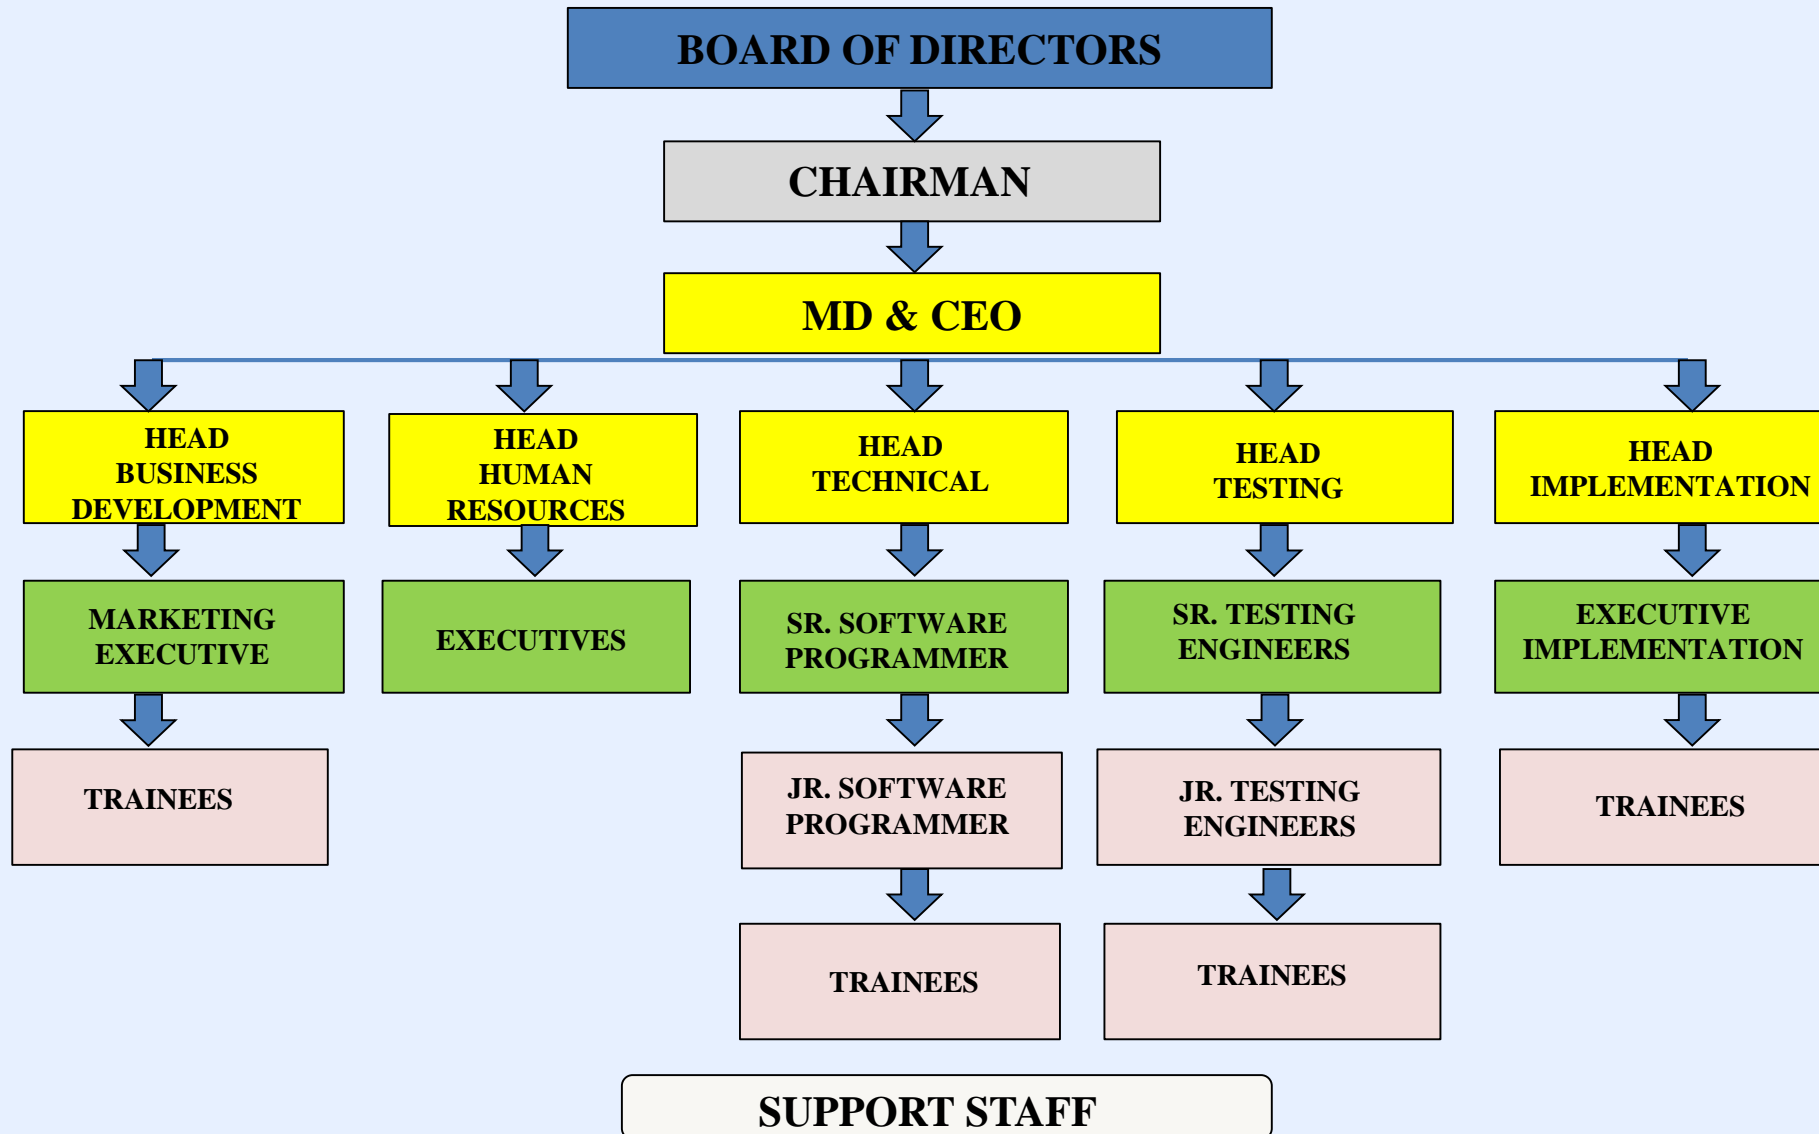 BOARD OF DIRECTORS
CHAIRMAN
MD & CEO
HEAD
BUSINESS
DEVELOPMENT
HEAD
HUMAN
RESOURCES
HEAD
TECHNICAL
HEAD
TESTING
HEAD
IMPLEMENTATION
MARKETING
EXECUTIVE
EXECUTIVES
SR. SOFTWARE
PROGRAMMER
SR. TESTING
ENGINEERS
EXECUTIVE
IMPLEMENTATION
TRAINEES
JR. SOFTWARE
PROGRAMMER
JR. TESTING
ENGINEERS
TRAINEES
TRAINEES
TRAINEES
SUPPORT STAFF